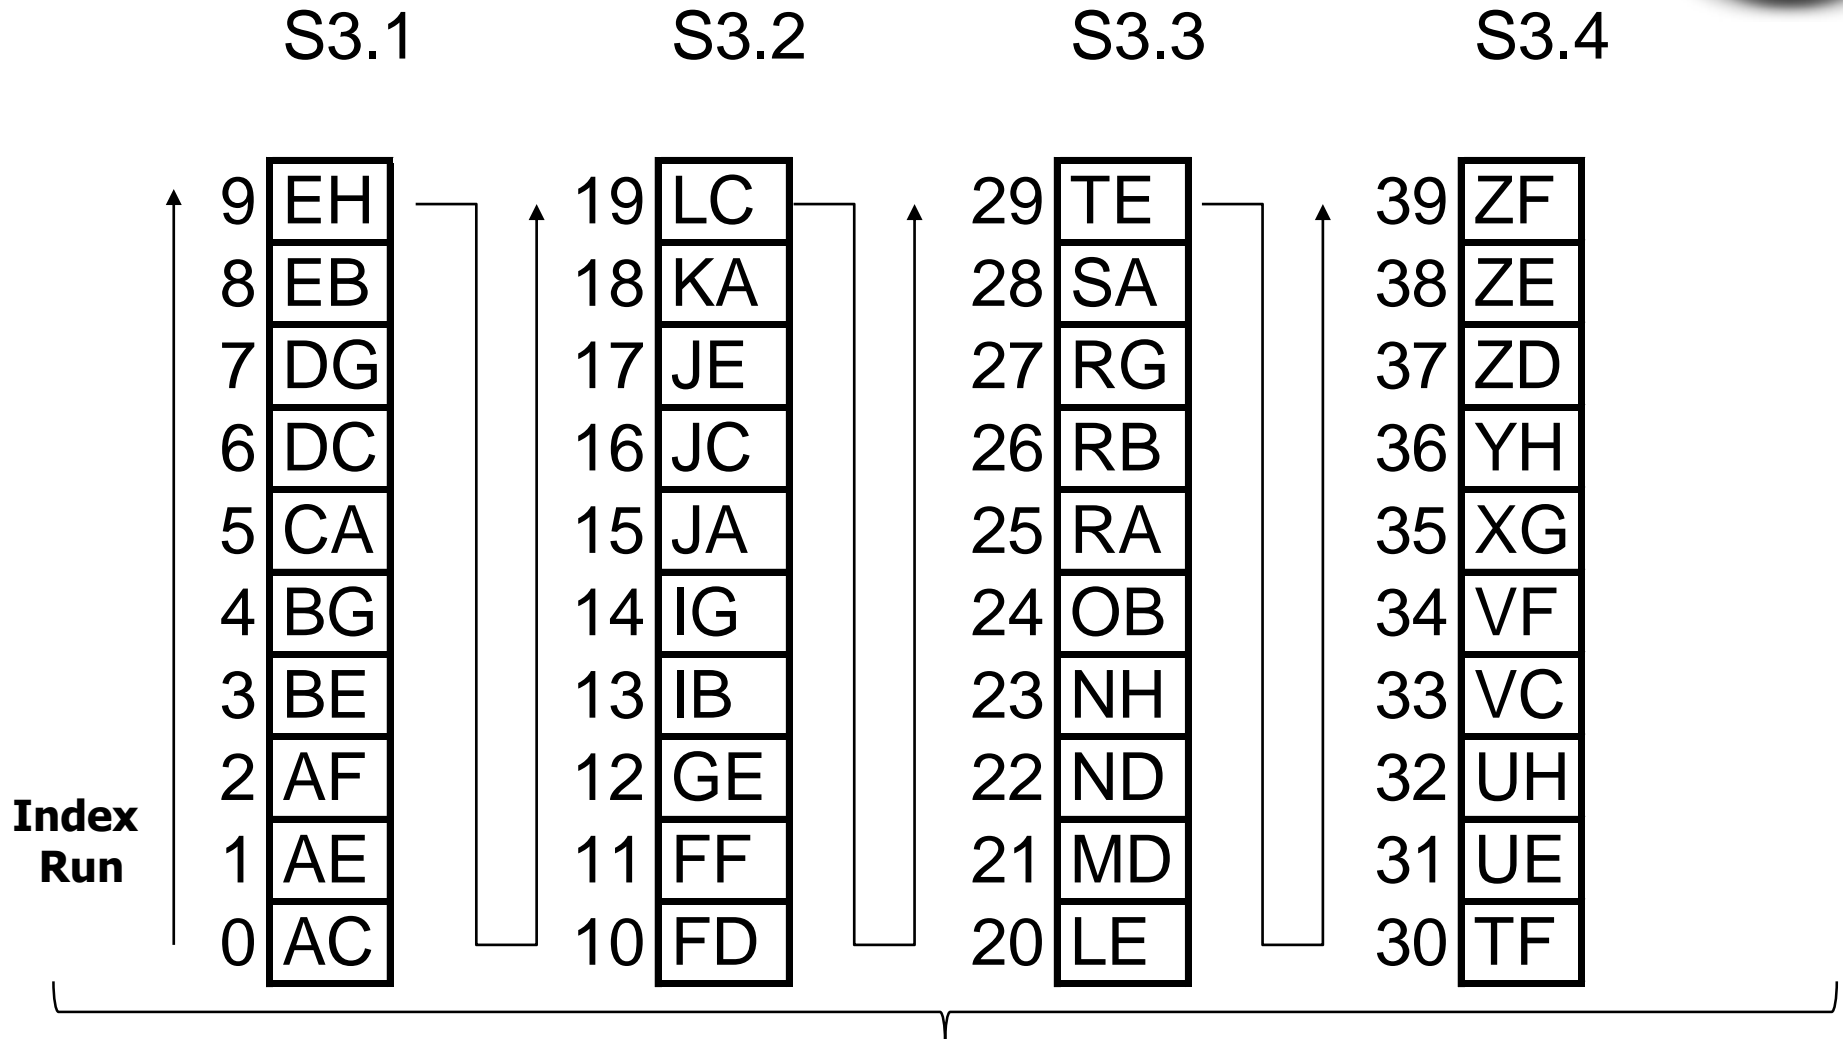 S3.1 S3.2 S3.3 S3.4
9 EH 19 LC 29 TE 39 ZF
8 EB 18 KA 28 SA 38 ZE
7 DG 17 JE 27 RG 37 ZD
6 DC 16 JC 26 RB 36 YH
5 CA 15 JA 25 RA 35 XG
4 BG 14 IG 24 OB 34 VF
3 BE 13 IB 23 NH 33 VC
2 AF 12 GE 22 ND 32 UH
Index
1 AE 11 FF 21 MD 31 UE
Run
0 AC 10 FD 20 LE 30 TF